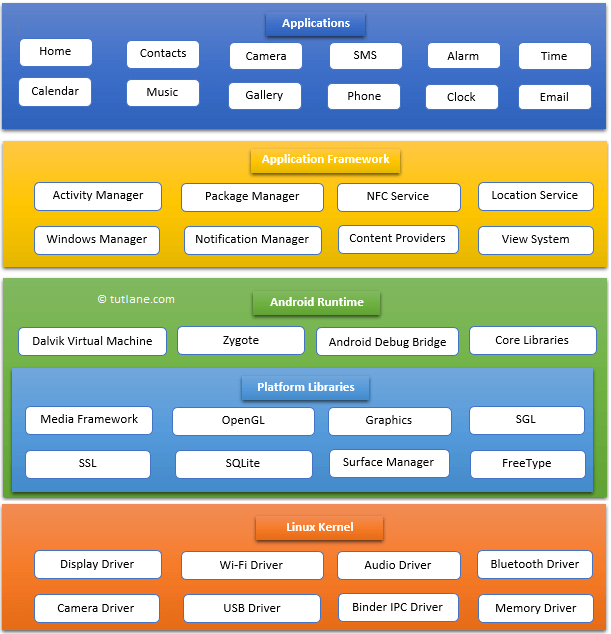 Applications
Home Contacts Camera SMS Alarm Time
Calendar Music Gallery Phone Clock Email
Application Framework
Activity Manager Package Manager NFC Service Location Service
Windows Manager Notification Manager Content Providers View System
© tutlane.com
Android Runtime
Dalvik Virtual Machine Zygote Android Debug Bridge Core Libraries
Platform Libraries
Media Framework OpenGL Graphics SGL
SSL SQLite Surface Manager FreeType
Linux Kernel
Display Driver Wi-Fi Driver Audio Driver Bluetooth Driver
Camera Driver USB Driver Binder IPC Driver Memory Driver